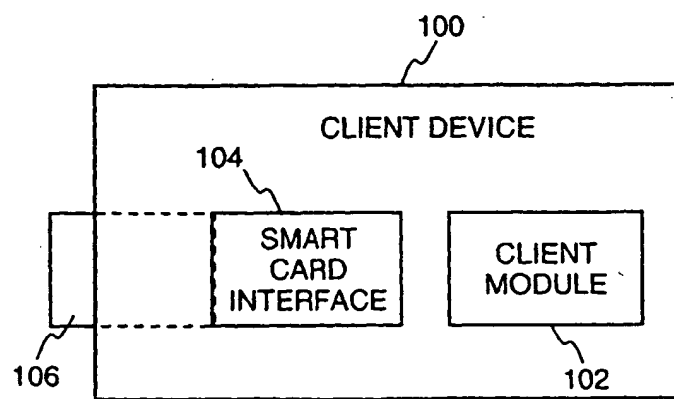 100
CLIENT DEVICE
104
SMART
CARD
INTERFACE
CLIENT
MODULE
106
102